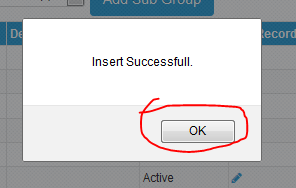 Add Sub Group
De
Record
Insert Successfull.
OK
Active